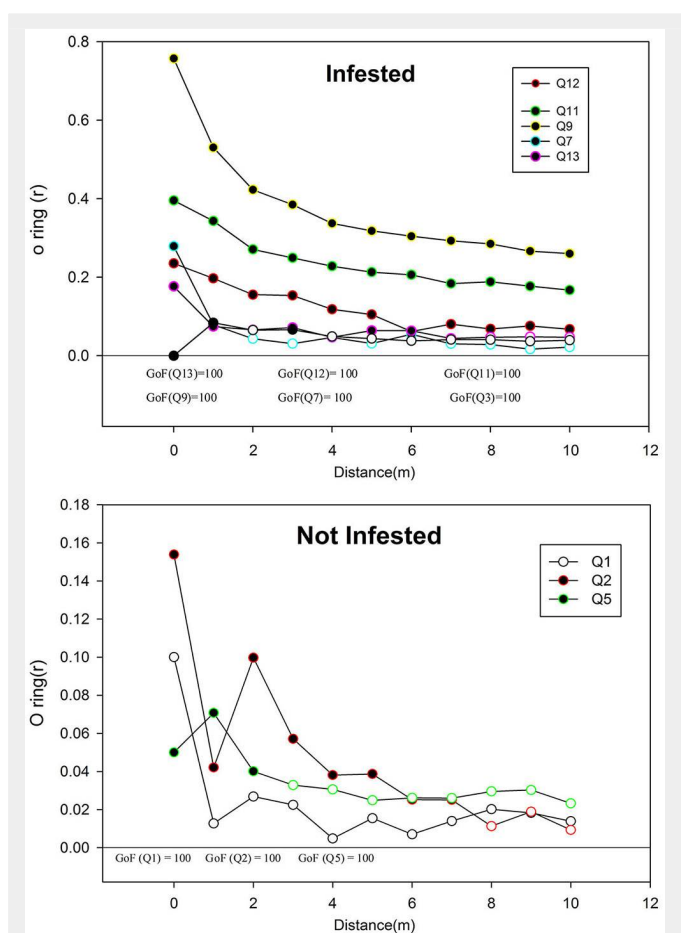 Infested
0.8
0.6
0.4
0.2
0.0
o ring (r)
Q12
Q11
Q9
Q7
Q13
GoF(Q13)=100 GoF(Q12)= 100 GoF(Q11)=100
GoF(Q9)=100 GoF(Q7)= 100 GoF(Q3)=100
0 2 4 6 8 10 12
Distance(m)
Not Infested
0.18
0.16
0.14
0.12
0.10
0.08
0.06
0.04
0.02
0.00
O ring(r)
Q1
Q2
Q5
GoF (Q1) = 100 GoF (Q2) = 100 GoF (Q5) = 100
0 2 4 6 8 10 12
Distance(m)